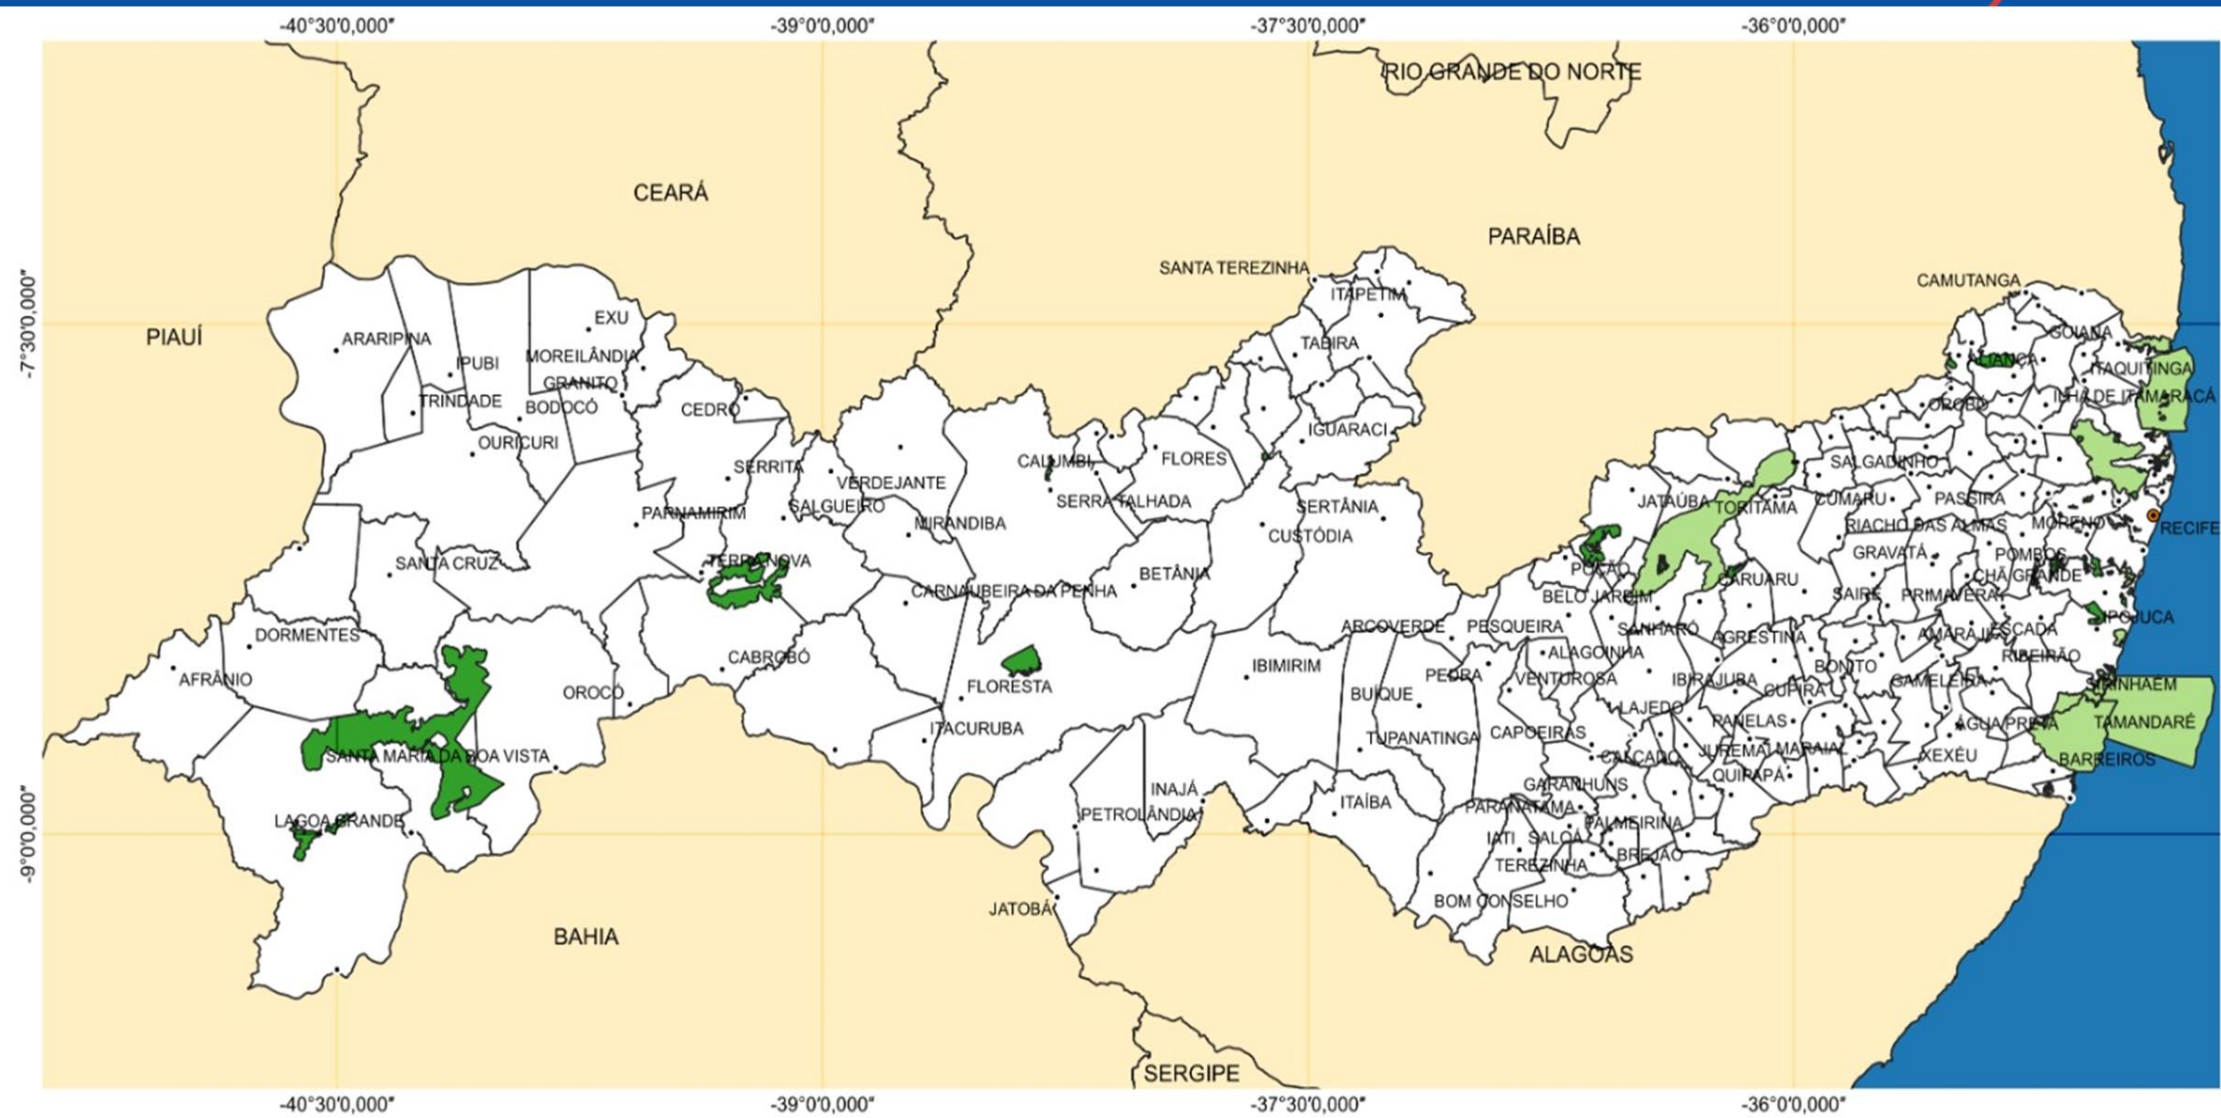 -40°30'0,000"
-39°0'0,000"
-37°30'0,000"
-36°0'0,000"
RIO GRANDE DO NORTE
CEARÁ
PARAÍBA
SANTA TEREZINHA
CAMUTANGA
ITAPETIM
-7°30'0,000"
PIAUÍ
EXU
ARARIPINA
GOIANA
TABIRA
MOREILÂNDIA
IPUBI
ALIANÇA
ITAQUITINGA
GRANITO
TRINDADE
BODOCÓ
CEDRO
OROBÓ
ILHA DE ITAMARACÁ
OURICURI
IGUARACI
SERRITA
CALUMBI
FLORES
SALGADINHO
VERDEJANTE
SERRA TALHADA
JATAÚBA
TORITAMA
CUMARU
PASSIRA
PARNAMIRIM
SALGUEIRO
MIRANDIBA
SERTÂNIA
CUSTÓDIA
RIACHO DAS ALMAS
MORENO
RECIFE
SANTA CRUZ
TERRA NOVA
BETÂNIA
POÇÃO
GRAVATÁ
POMBOS
CARNAUBEIRA DA PENHA
BELO JARDIM
CARUARU
CHÃ GRANDE
SAIRÉ
PRIMAVERA
IPOJUCA
DORMENTES
ARCOVERDE
PESQUEIRA
SANHARÓ
AGRESTINA
AMARAJI
ESCADA
AFRÂNIO
CABROBÓ
IBIMIRIM
ALAGOINHA
BONITO
RIBEIRÃO
OROCÓ
FLORESTA
BUÍQUE
PEDRA
VENTUROSA
IBIRAJUBA
CUPIRA
GAMELEIRA
SIRINHAÉM
ITACURUBA
LAJEDO
PANELAS
ÁGUA PRETA
TAMANDARÉ
SANTA MARIA DA BOA VISTA
TUPANATINGA
CAPOEIRAS
CALÇADO
JUREMA
MARAIAL
XEXÉU
BARREIROS
INAJÁ
GARANHUNS
QUIPAPÁ
LAGOA GRANDE
PETROLÂNDIA
ITAÍBA
PARANATAMA
PALMEIRINA
-9°0'0,000"
IATI
SALOÁ
TEREZINHA
BREJÃO
JATOBÁ
BOM CONSELHO
BAHIA
ALAGOAS
SERGIPE
-40°30'0,000"
-39°0'0,000"
-37°30'0,000"
-36°0'0,000"